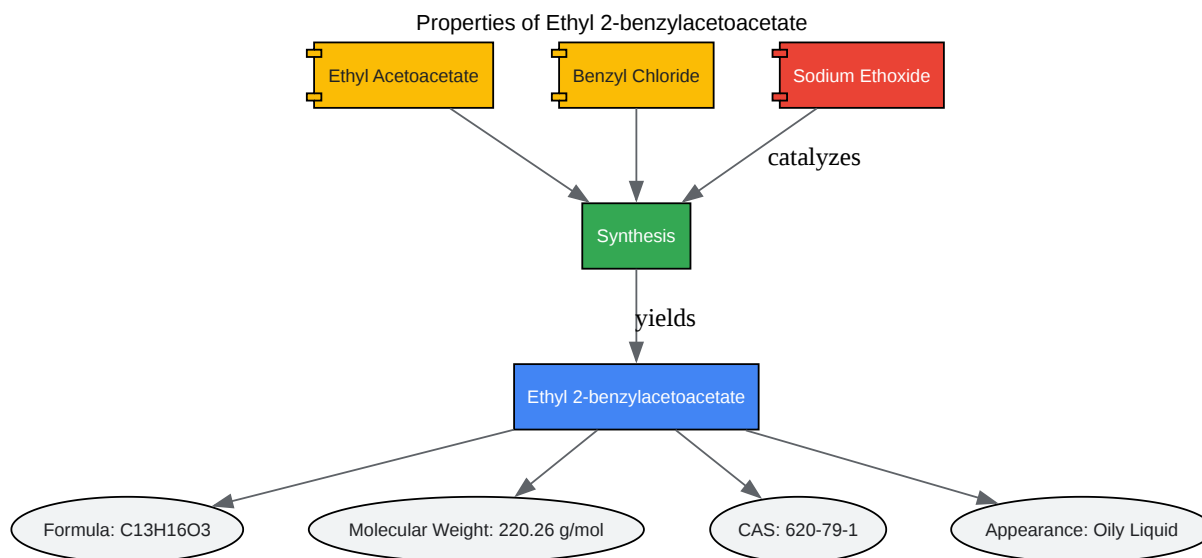 Properties of Ethyl 2-benzylacetoacetate
Ethyl Acetoacetate
Benzyl Chloride
Sodium Ethoxide
catalyzes
Synthesis
yields
Ethyl 2-benzylacetoacetate
Formula: C13H16O3
Molecular Weight: 220.26 g/mol
CAS: 620-79-1
Appearance: Oily Liquid